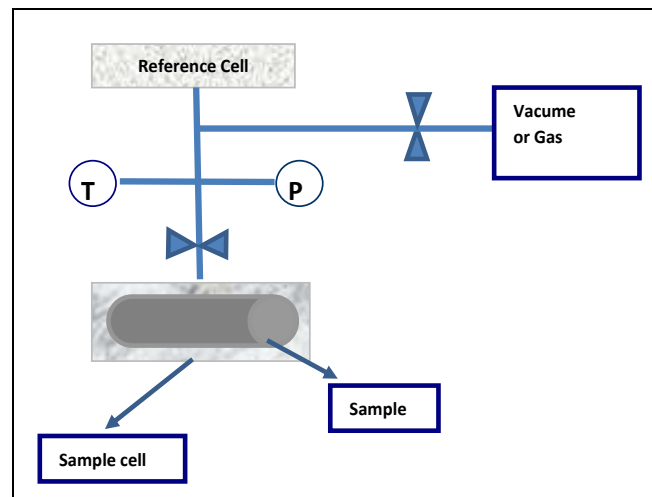 Reference Cell
Vacume
or Gas
T
P
Sample
Sample cell